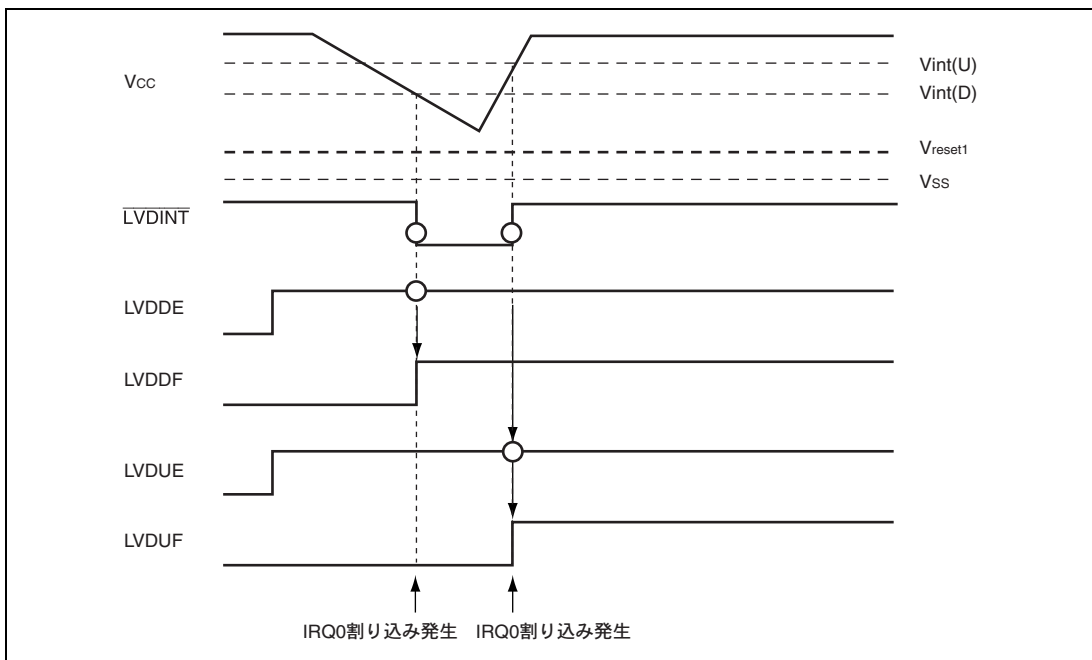 Vcc
Vint(U)
Vint(D)
Vreset1
Vss
LVDINT
LVDDE
LVDDF
LVDUE
LVDUF
IRQ0割り込み発生 IRQ0割り込み発生